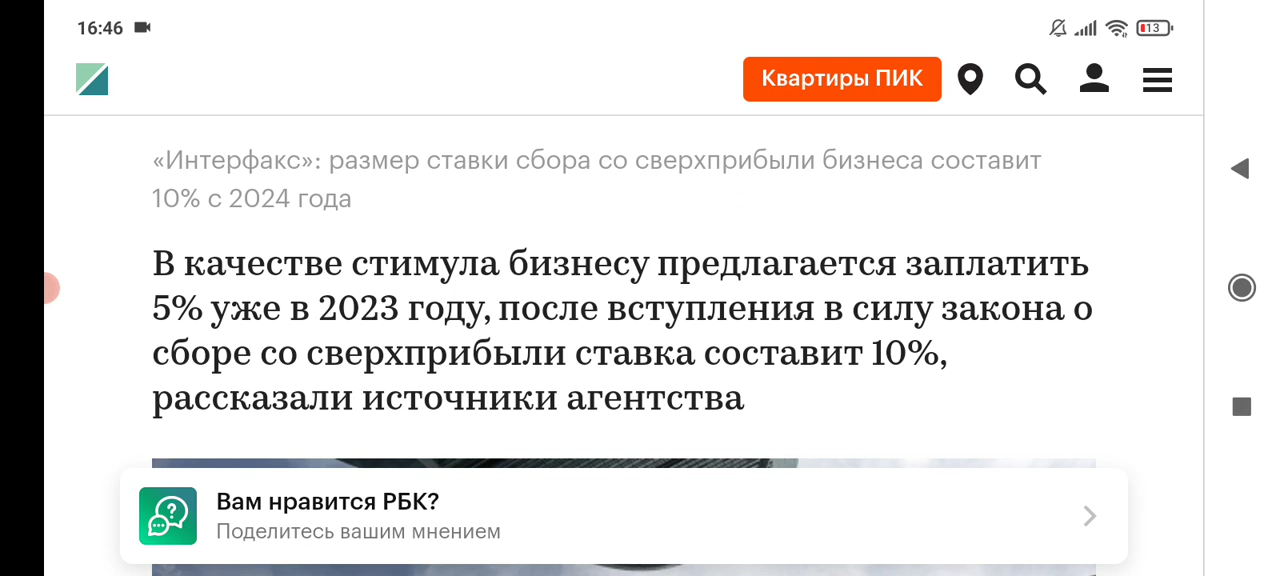 16:46
13
Квартиры ПИК
«Интерфакс»: размер ставки сбора со сверхприбыли бизнеса составит
10% с 2024 года
В качестве стимула бизнесу предлагается заплатить
5% уже в 2023 году, после вступления в силу закона о
сборе со сверхприбыли ставка составит 10%,
рассказали источники агентства
Вам нравится РБК?
Поделитесь вашим мнением